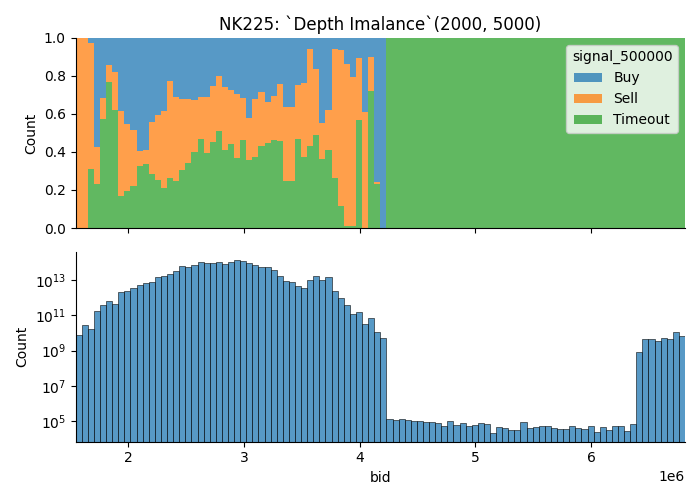 NK225: `Depth Imalance`(2000, 5000)
1.0
0.8
0.6
0.4
0.2
0.0
Count
signal_500000
Buy
Sell
Timeout
10^13
10^11
10^9
10^7
10^5
Count
2 3 4 5 6
1e6
bid